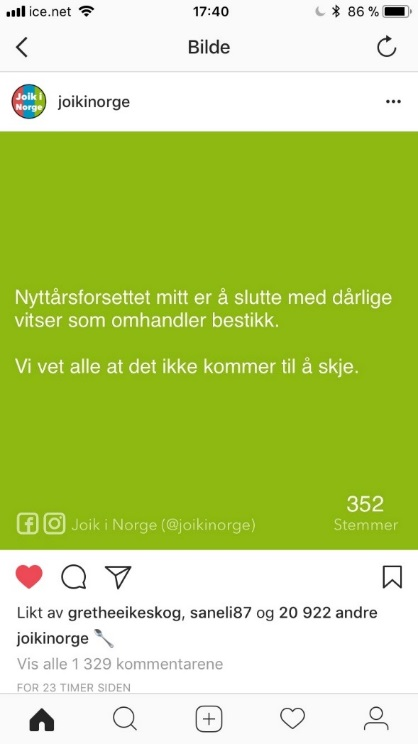 ice.net 17:40 86 %
Bilde
Joik i
Norge
joikinorge
Nyttårsforsettet mitt er å slutte med dårlige
vitser som omhandler bestikk.
Vi vet alle at det ikke kommer til å skje.
352
Joik i Norge (@joikinorge) Stemmer
Likt av gretheeikeskog, saneli87 og 20 922 andre
joikinorge 🥄
Vis alle 1 329 kommentarene
FOR 23 TIMER SIDEN